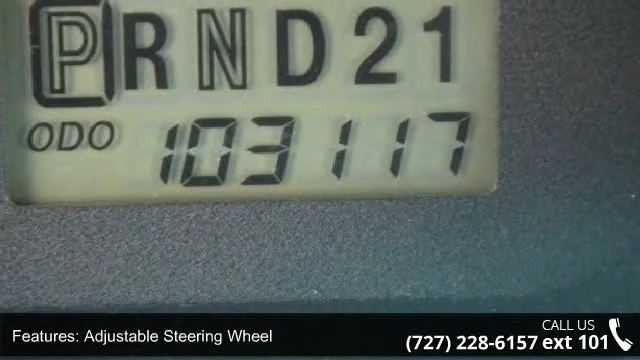 PRND21
ODO 103117
Features: Adjustable Steering Wheel
CALL US
(727) 228-6157 ext 101